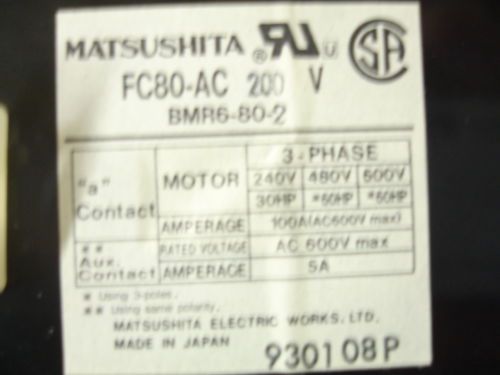 MATSUSHITA ® RU U SA
FC80-AC 200 V
BMR6-80-2
3-PHASE
"a" Contact MOTOR 240V 480V 600V
30HP *60HP *60HP
AMPERAGE 100A(AC600V max)
** Aux. Contact RATED VOLTAGE AC 600V max
AMPERAGE 5A
* Using 3-poles.
** Using same polarity.
MATSUSHITA ELECTRIC WORKS, LTD.
MADE IN JAPAN 930108P